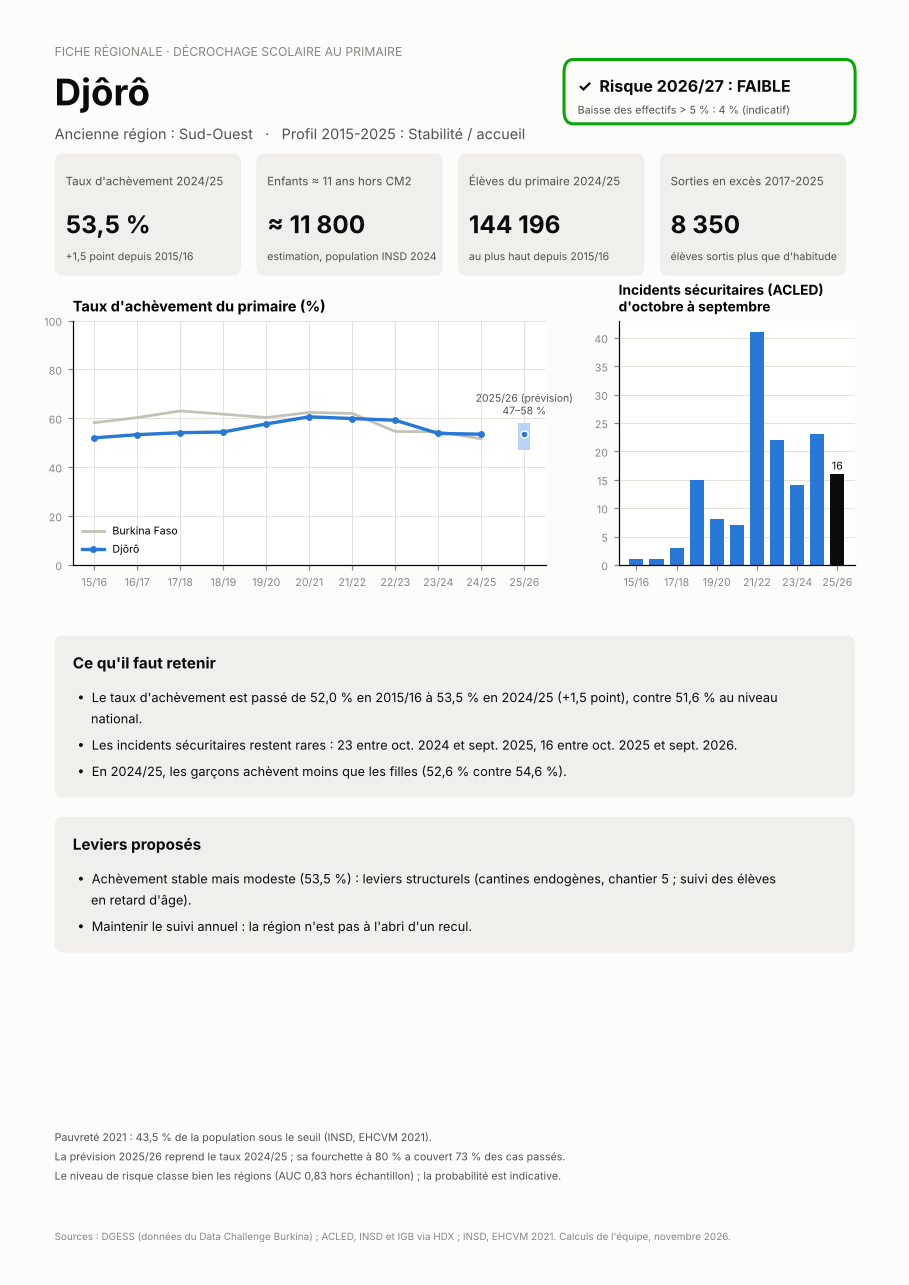 FICHE RÉGIONALE · DÉCROCHAGE SCOLAIRE AU PRIMAIRE
Djôrô
✓ Risque 2026/27 : FAIBLE
Baisse des effectifs > 5 % : 4 % (indicatif)
Ancienne région : Sud-Ouest · Profil 2015-2025 : Stabilité / accueil
Taux d'achèvement 2024/25
53,5 %
+1,5 point depuis 2015/16
Enfants ≈ 11 ans hors CM2
≈ 11 800
estimation, population INSD 2024
Élèves du primaire 2024/25
144 196
au plus haut depuis 2015/16
Sorties en excès 2017-2025
8 350
élèves sortis plus que d'habitude
Taux d'achèvement du primaire (%)
100
80
60
40
20
0
2025/26 (prévision)
47–58 %
Burkina Faso
Djôrô
15/16 16/17 17/18 18/19 19/20 20/21 21/22 22/23 23/24 24/25 25/26
Incidents sécuritaires (ACLED)
d'octobre à septembre
40
35
30
25
20
15
10
5
0
16
15/16 17/18 19/20 21/22 23/24 25/26
Ce qu'il faut retenir
• Le taux d'achèvement est passé de 52,0 % en 2015/16 à 53,5 % en 2024/25 (+1,5 point), contre 51,6 % au niveau
national.
• Les incidents sécuritaires restent rares : 23 entre oct. 2024 et sept. 2025, 16 entre oct. 2025 et sept. 2026.
• En 2024/25, les garçons achèvent moins que les filles (52,6 % contre 54,6 %).
Leviers proposés
• Achèvement stable mais modeste (53,5 %) : leviers structurels (cantines endogènes, chantier 5 ; suivi des élèves
en retard d'âge).
• Maintenir le suivi annuel : la région n'est pas à l'abri d'un recul.
Pauvreté 2021 : 43,5 % de la population sous le seuil (INSD, EHCVM 2021).
La prévision 2025/26 reprend le taux 2024/25 ; sa fourchette à 80 % a couvert 73 % des cas passés.
Le niveau de risque classe bien les régions (AUC 0,83 hors échantillon) ; la probabilité est indicative.
Sources : DGESS (données du Data Challenge Burkina) ; ACLED, INSD et IGB via HDX ; INSD, EHCVM 2021. Calculs de l'équipe, novembre 2026.